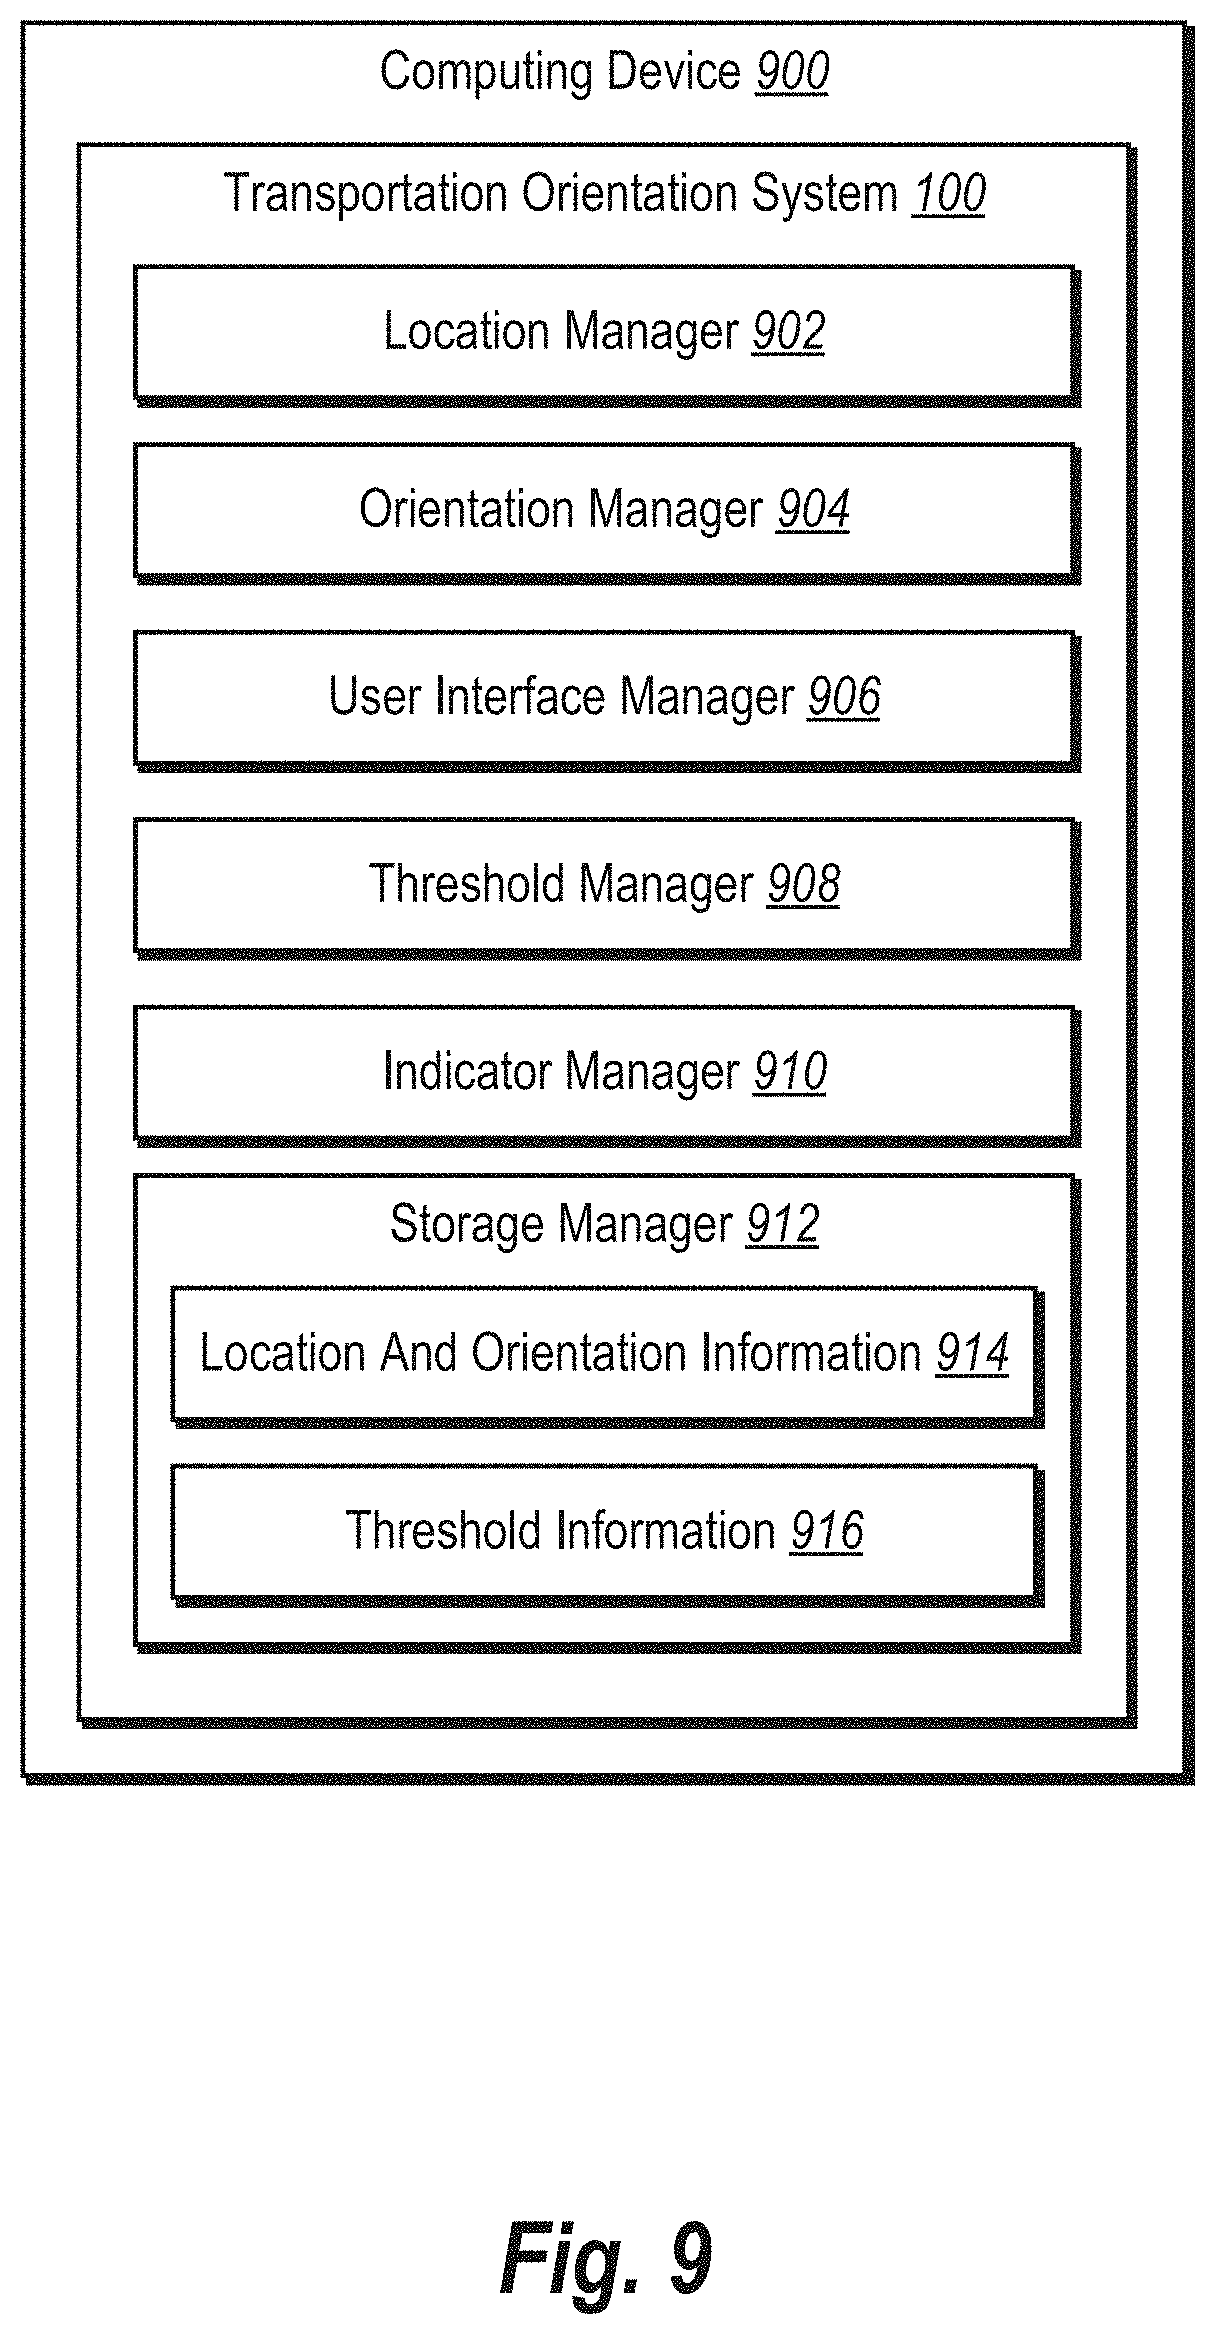 Computing Device 900
Transportation Orientation System 100
Location Manager 902
Orientation Manager 904
User Interface Manager 906
Threshold Manager 908
Indicator Manager 910
Storage Manager 912
Location And Orientation Information 914
Threshold Information 916
Fig. 9